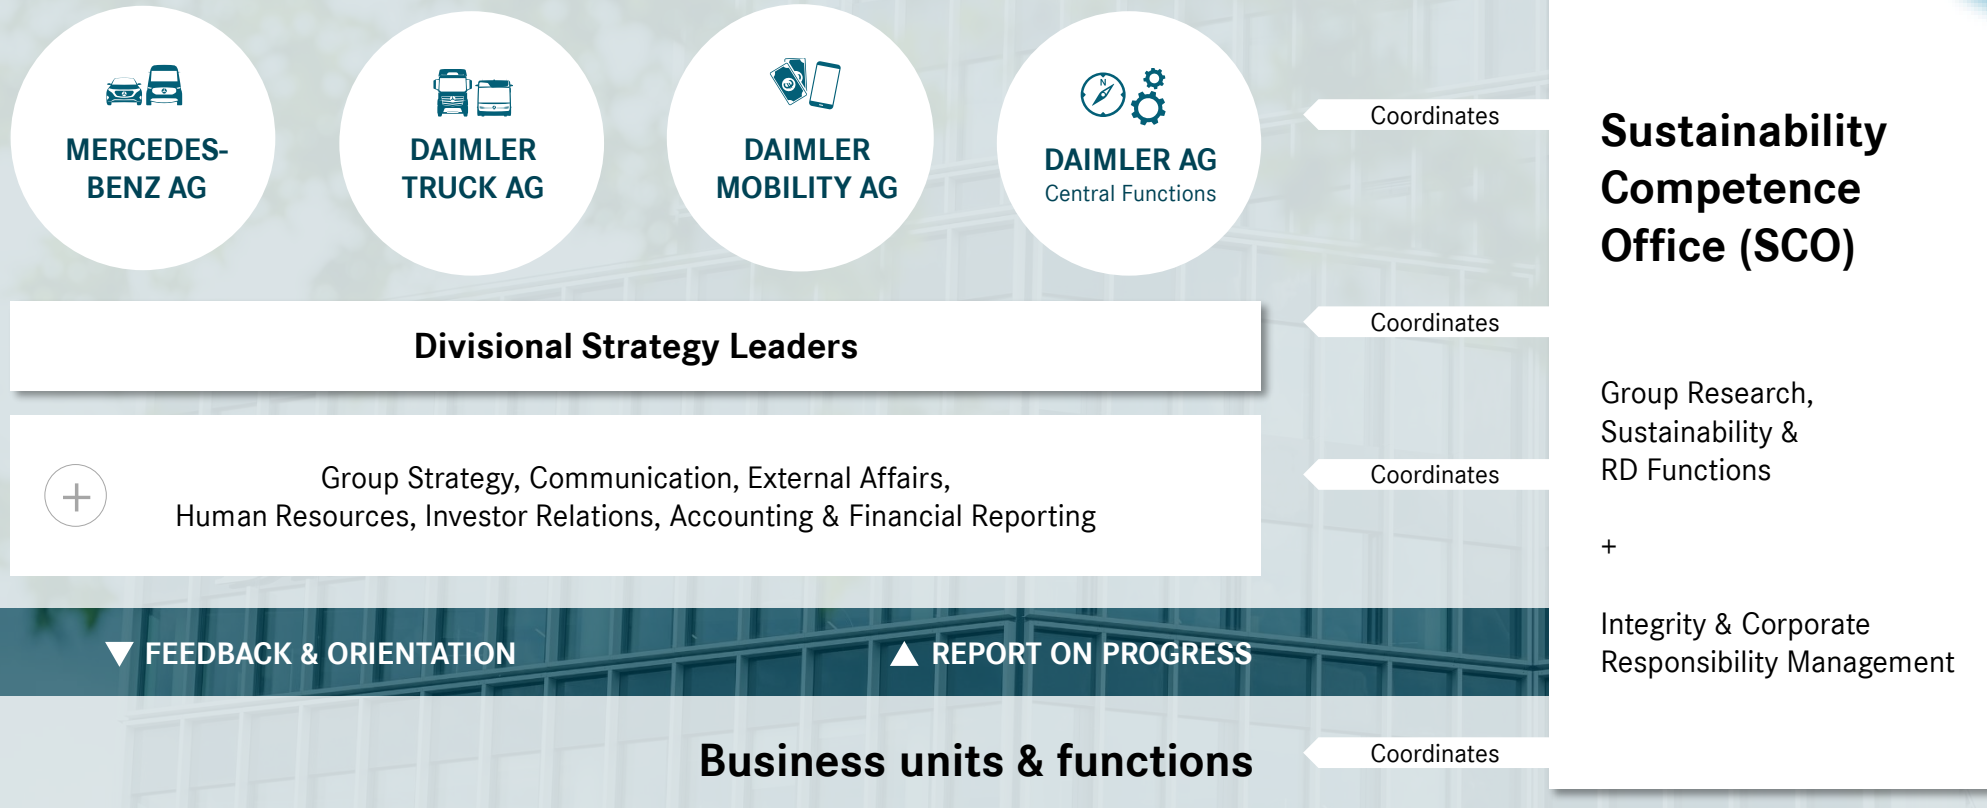 MERCEDES-
BENZ AG
DAIMLER
TRUCK AG
DAIMLER
MOBILITY AG
N
DAIMLER AG
Central Functions
Coordinates
Divisional Strategy Leaders
Coordinates
+
Group Strategy, Communication, External Affairs,
Human Resources, Investor Relations, Accounting & Financial Reporting
Coordinates
▼ FEEDBACK & ORIENTATION
▲ REPORT ON PROGRESS
Business units & functions
Coordinates
Sustainability
Competence
Office (SCO)
Group Research,
Sustainability &
RD Functions
+
Integrity & Corporate
Responsibility Management